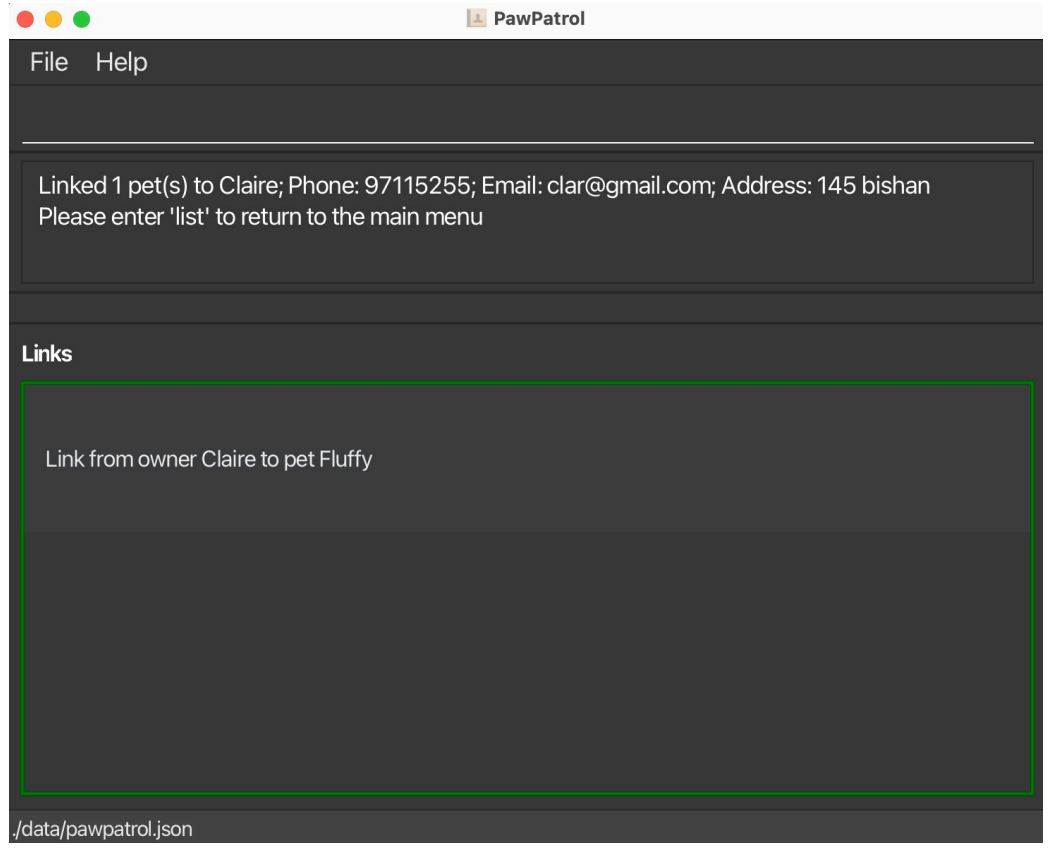 PawPatrol
File Help
Linked 1 pet(s) to Claire; Phone: 97115255; Email: clar@gmail.com; Address: 145 bishan
Please enter 'list' to return to the main menu
Links
Link from owner Claire to pet Fluffy
./data/pawpatrol.json